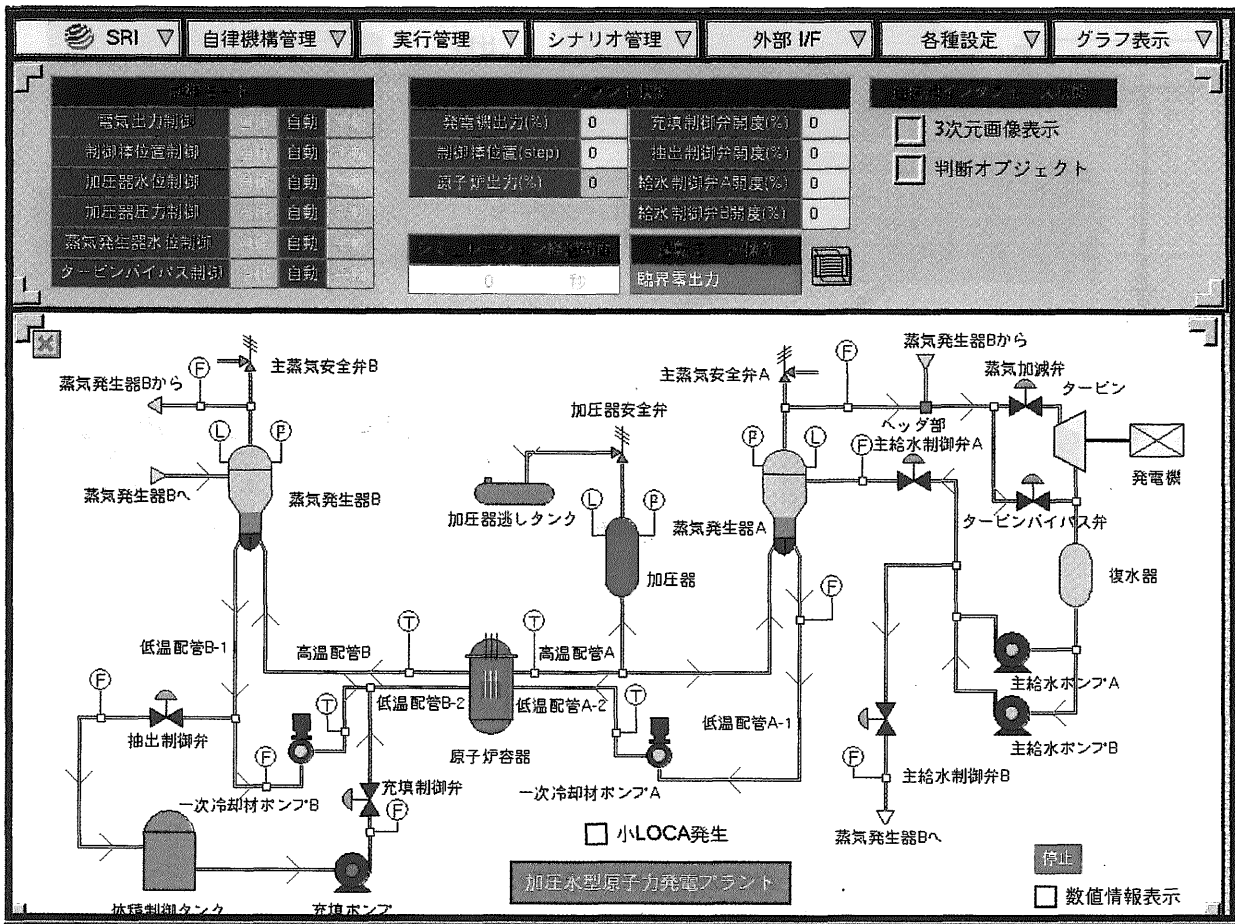 SRI ▽ 自律機構管理 ▽ 実行管理 ▽ シナリオ管理 ▽ 外部 I/F ▽ 各種設定 ▽ グラフ表示 ▽
電気出力制御 自動
制御棒位置制御 自動
加圧器水位制御 自動
加圧器圧力制御 自動
蒸気発生器水位制御 自動
タービンバイパス制御 自動
発電機出力(%) 0 充填制御弁開度(%) 0
制御棒位置(step) 0 抽出制御弁開度(%) 0
原子炉出力(%) 0 給水制御弁A開度(%) 0
給水制御弁B開度(%) 0
0 秒
臨界零出力
3次元画像表示
判断オブジェクト
蒸気発生器Bから
F
主蒸気安全弁B
L
P
蒸気発生器Bへ
蒸気発生器B
加圧器安全弁
加圧器逃しタンク
L
P
加圧器
主蒸気安全弁A
F
蒸気発生器Bから
蒸気加減弁
タービン
ヘッダ部
主給水制御弁A
P
L
F
発電機
タービンバイパス弁
蒸気発生器A
復水器
F
低温配管B-1
高温配管B
T
T
高温配管A
F
抽出制御弁
T
低温配管B-2
低温配管A-2
T
低温配管A-1
主給水ポンプA
主給水ポンプB
原子炉容器
F
一次冷却材ポンプB
充填制御弁
F
一次冷却材ポンプA
F
主給水制御弁B
蒸気発生器Bへ
小LOCA発生
加圧水型原子力発電プラント
停止
数値情報表示
体積制御タンク
充填ポンプ